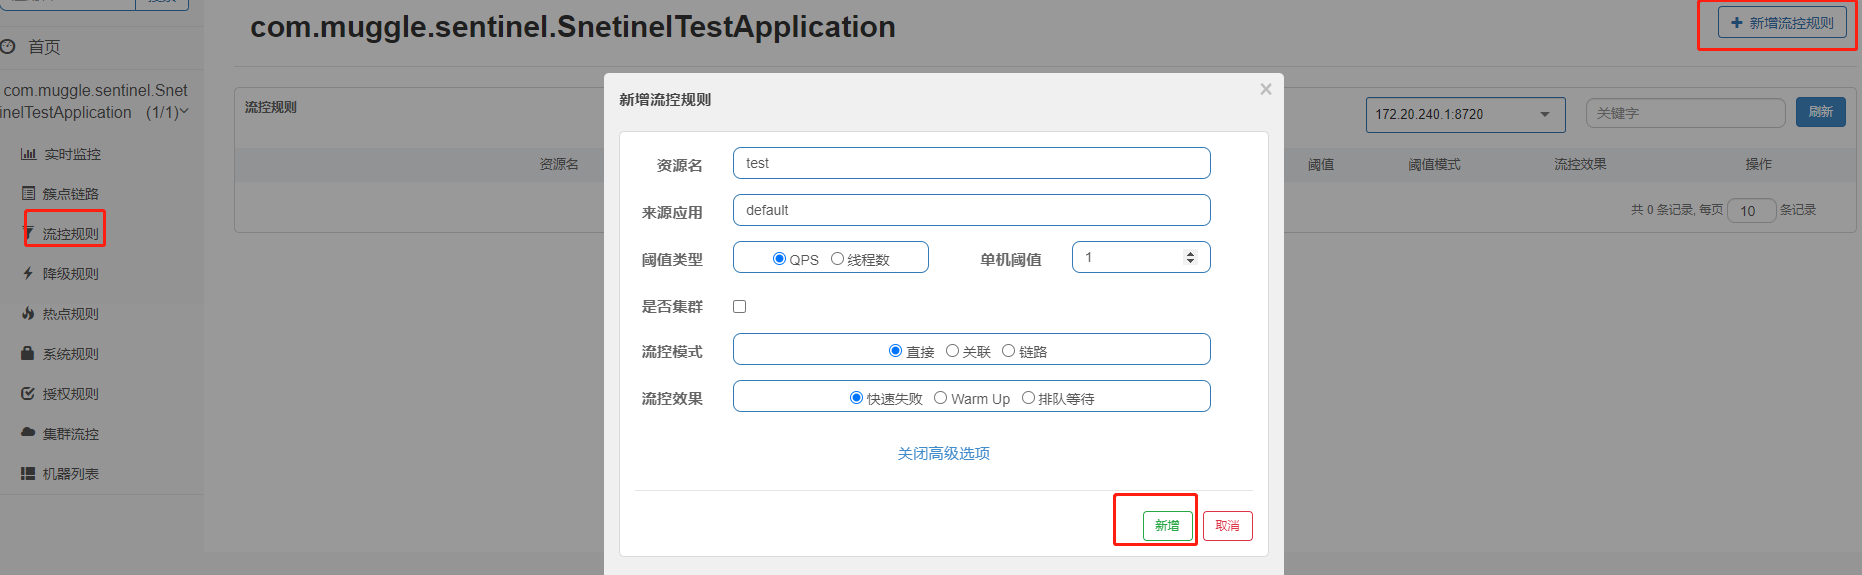 com.muggle.sentinel.SnetinelTestApplication
新增流控规则
首页
com.muggle.sentinel.Snet
inelTestApplication (1/1)
实时监控
簇点链路
流控规则
降级规则
热点规则
系统规则
授权规则
集群流控
机器列表
流控规则
172.20.240.1:8720
关键字
刷新
资源名
阈值
阈值模式
流控效果
操作
共 0 条记录, 每页 10 条记录
新增流控规则
×
资源名 test
来源应用 default
阈值类型 QPS 线程数 单机阈值 1
是否集群
流控模式 直接 关联 链路
流控效果 快速失败 Warm Up 排队等待
关闭高级选项
新增 取消